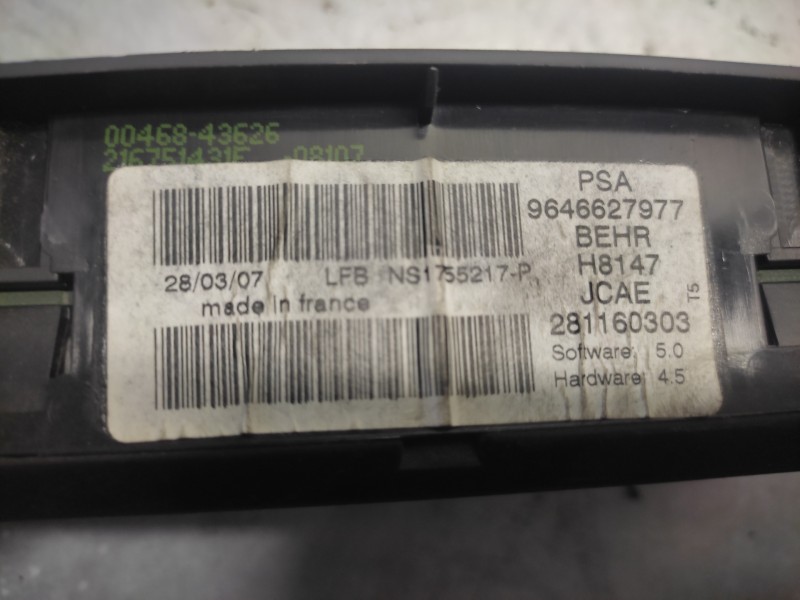 00468-43626
08107
PSA
9646627977
BEHR
H8147
JCAE
T5
281160303
Software: 5.0
Hardware: 4.5
28/03/07 LFB NS1755217-P
made in france